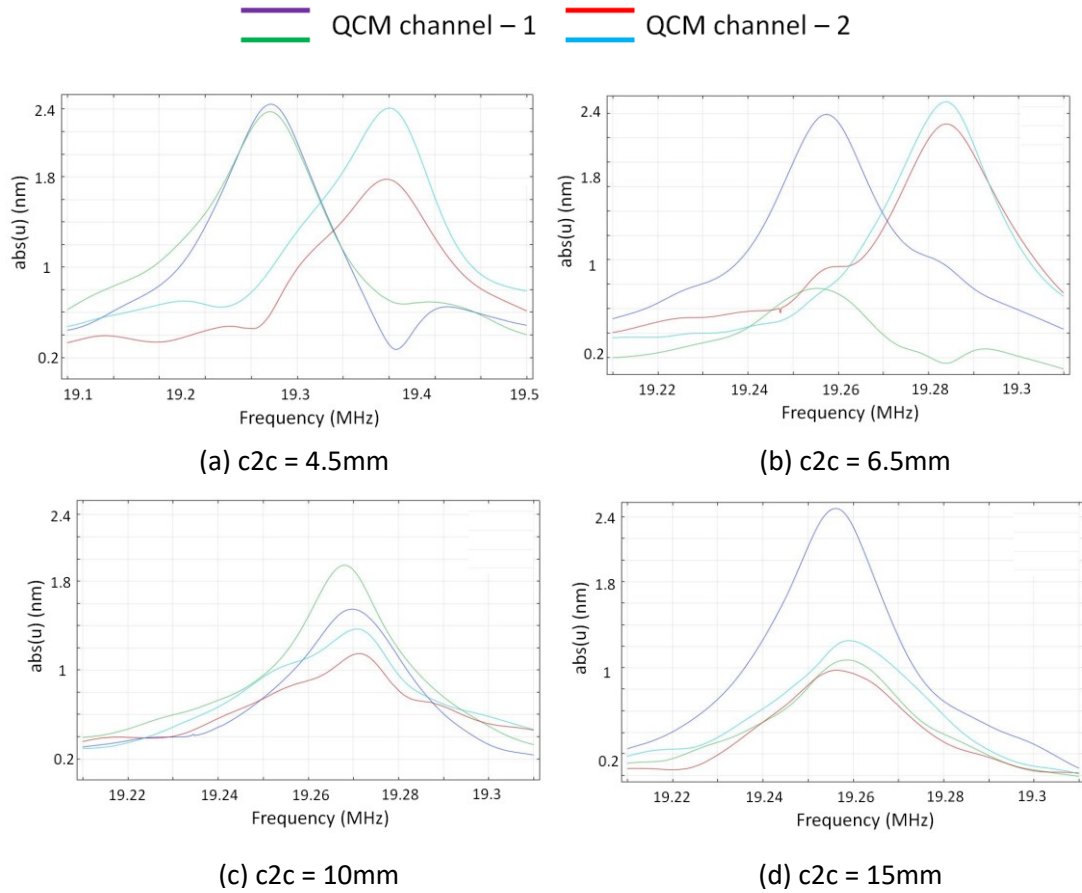 QCM channel – 1 QCM channel – 2
abs(u) (nm)
2.4
1.8
1
0.2
19.1 19.2 19.3 19.4 19.5
Frequency (MHz)
(a) c2c = 4.5mm
abs(u) (nm)
2.4
1.8
1
0.2
19.22 19.24 19.26 19.28 19.3
Frequency (MHz)
(b) c2c = 6.5mm
abs(u) (nm)
2.4
1.8
1
0.2
19.22 19.24 19.26 19.28 19.3
Frequency (MHz)
(c) c2c = 10mm
abs(u) (nm)
2.4
1.8
1
0.2
19.22 19.24 19.26 19.28 19.3
Frequency (MHz)
(d) c2c = 15mm